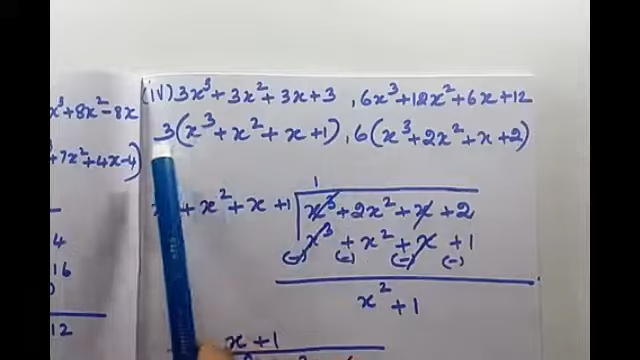 x³+8x²-8x
+7x²+4x-4)
4
16
12
(iv) 3x³+3x²+3x+3 , 6x³+12x²+6x+12
3(x³+x²+x+1), 6(x³+2x²+x+2)
1
+x²+x+1 x³+2x²+x+2
x³+x²+x+1
(-) (-) (-) (-)
x²+1
x+1